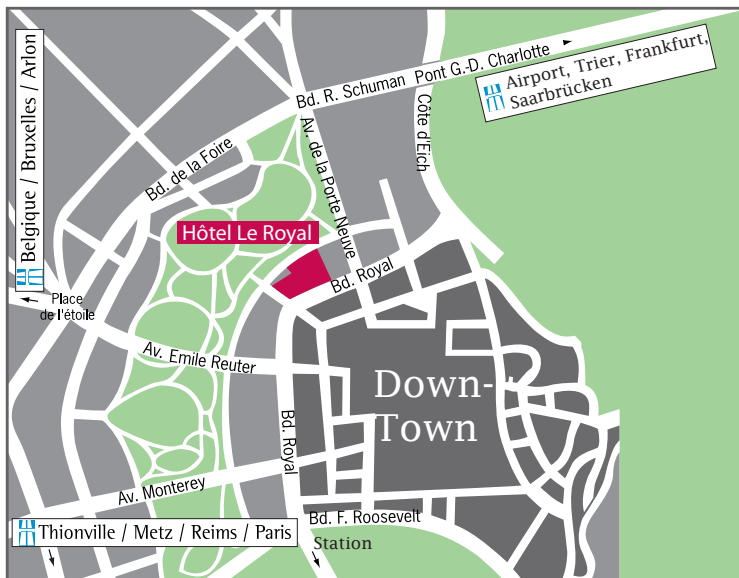 Bd. R. Schuman Pont G.-D. Charlotte
Airport, Trier, Frankfurt,
Saarbrücken
Belgique / Bruxelles / Arlon
Bd. de la Foire
Av. de la Porte Neuve
Côte d'Eich
Hôtel Le Royal
Bd. Royal
Place
de l'étoile
Av. Emile Reuter
Down-
Town
Bd. Royal
Av. Monterey
Bd. F. Roosevelt
Thionville / Metz / Reims / Paris
Station